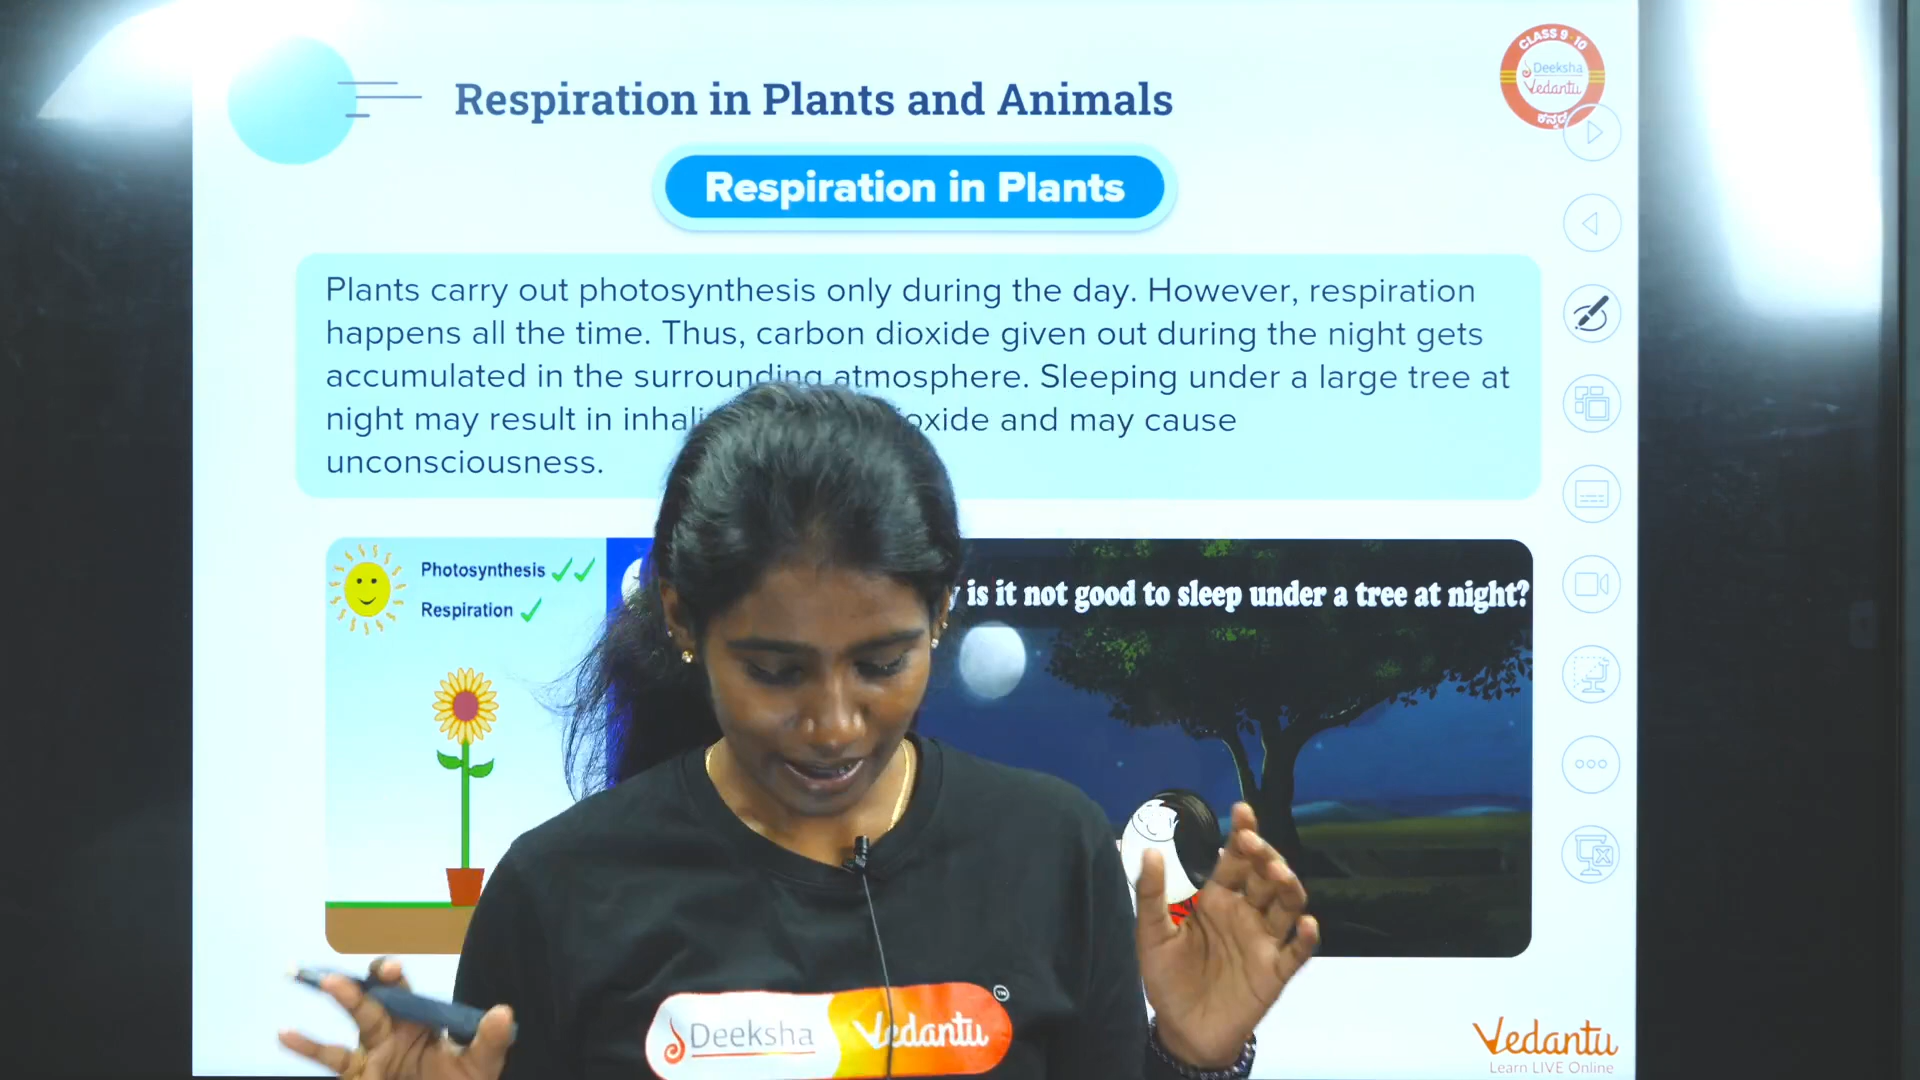 CLASS 9-10
Deeksha
Vedantu
ಕನ್ನಡ
Respiration in Plants and Animals
Respiration in Plants
Plants carry out photosynthesis only during the day. However, respiration
happens all the time. Thus, carbon dioxide given out during the night gets
accumulated in the surrounding atmosphere. Sleeping under a large tree at
night may result in and may cause
unconsciousness.
Photosynthesis
Respiration
is it not good to sleep under a tree at night?
Deeksha Vedantu
TM
Vedantu
Learn LIVE Online